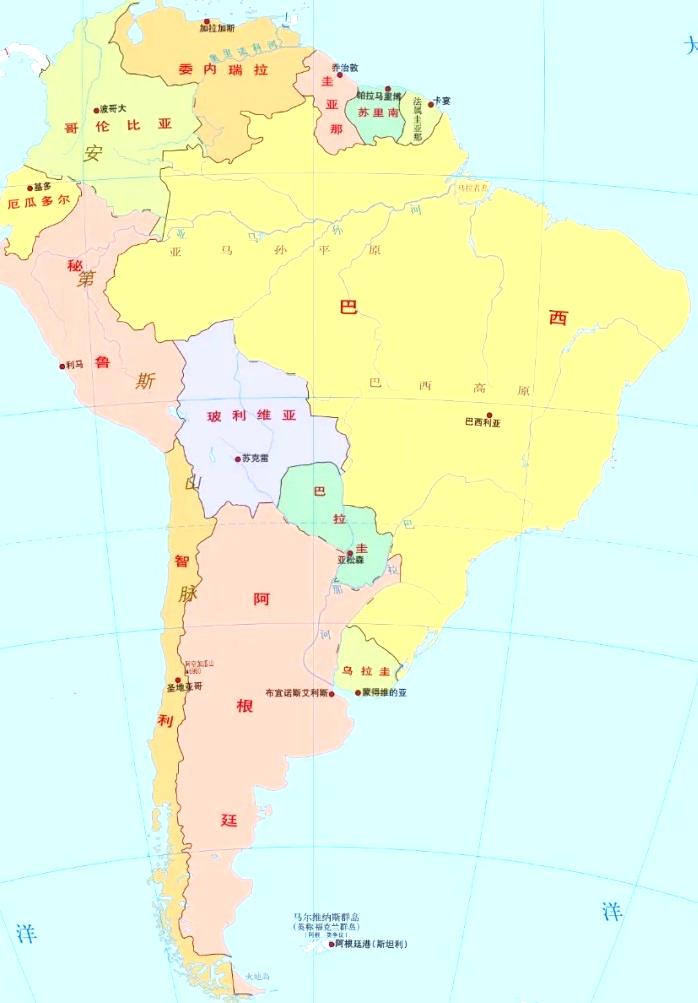 加拉加斯
奥里诺科河
委内瑞拉
大
乔治敦
圭亚那
帕拉马里博
苏里南
法属圭亚那
卡宴
波哥大
哥伦比亚
安
基多
厄瓜多尔
马拉若岛
亚马孙河
亚马孙平原
秘鲁
第
巴西
利马
斯
巴西高原
巴西利亚
玻利维亚
苏克雷
山
巴拉圭
亚松森
巴拉那河
智利
脉
阿根廷
阿空加瓜山
圣地亚哥
乌拉圭
布宜诺斯艾利斯
蒙得维的亚
洋
洋
马尔维纳斯群岛
(英称福克兰群岛)
阿根廷港(斯坦利)
火地岛